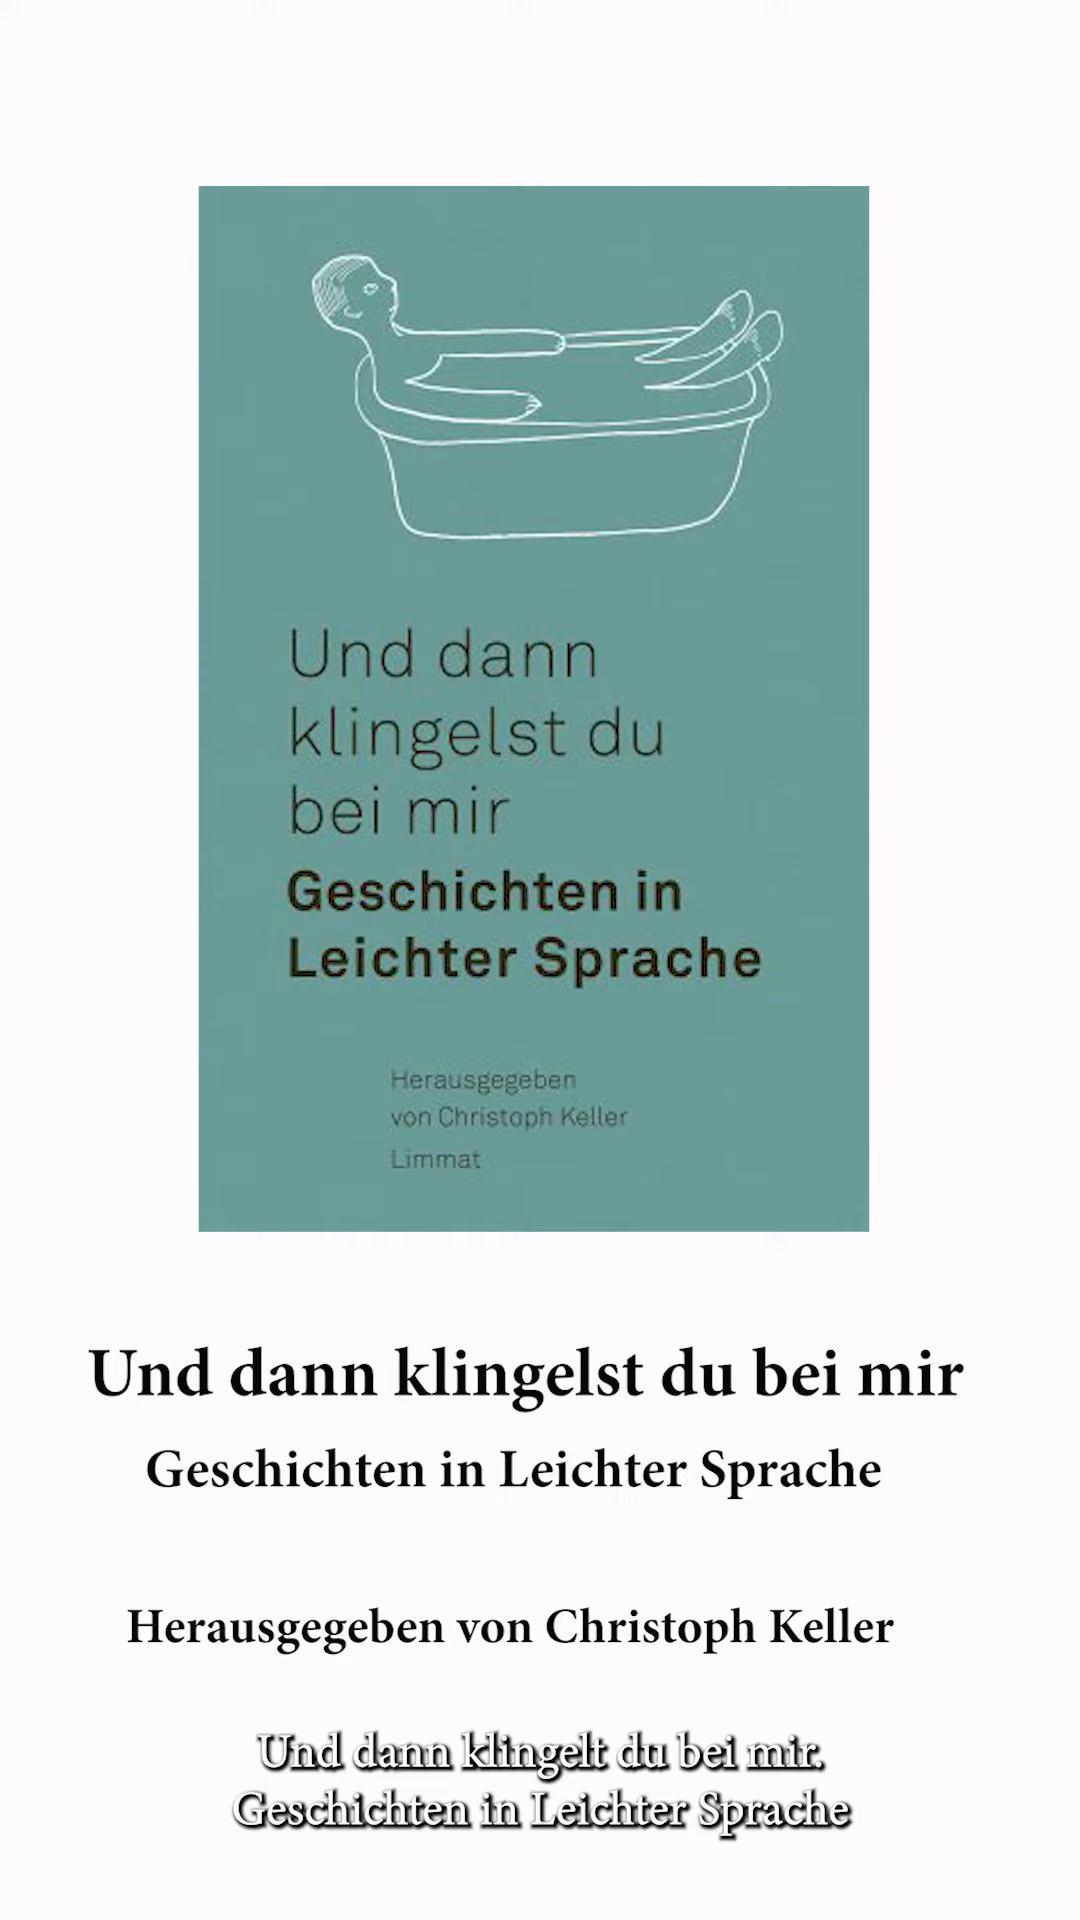 Und dann
klingelst du
bei mir
Geschichten in
Leichter Sprache
Herausgegeben
von Christoph Keller
Limmat
Und dann klingelst du bei mir
Geschichten in Leichter Sprache
Herausgegeben von Christoph Keller
Und dann klingelt du bei mir.
Geschichten in Leichter Sprache